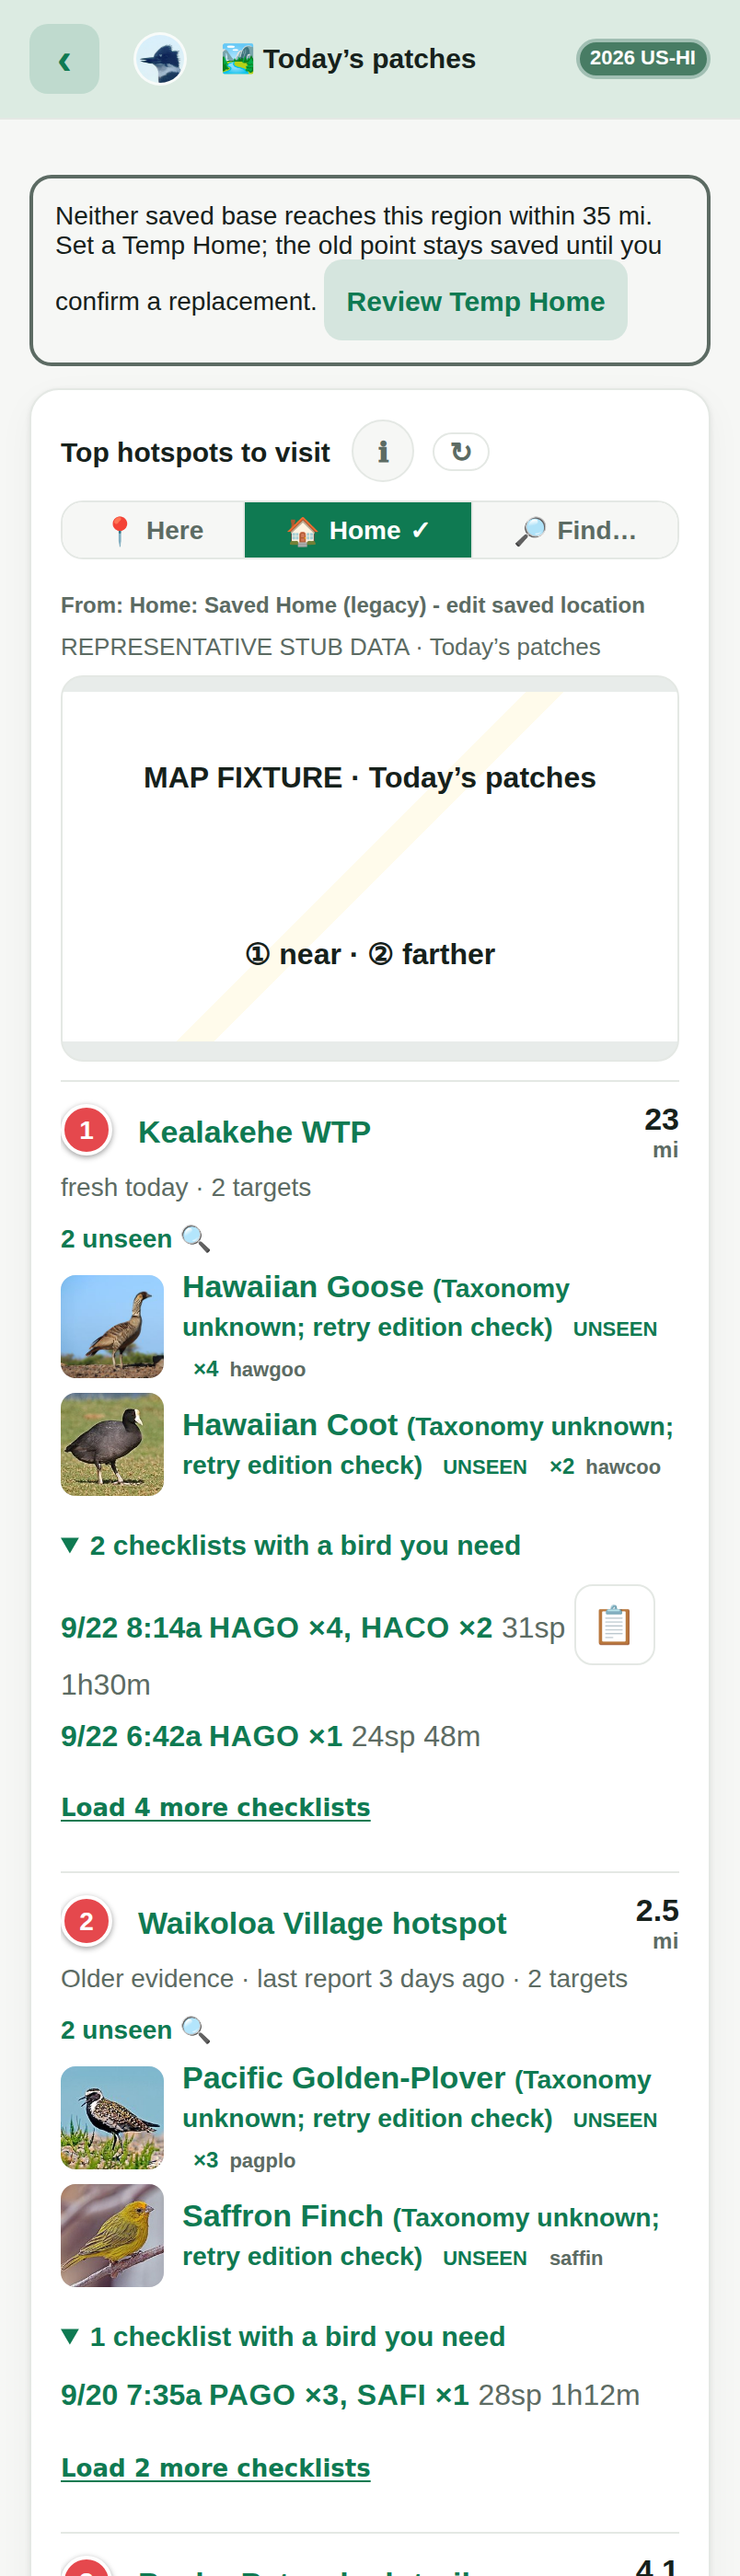 ‹ Today’s patches 2026 US-HI
Neither saved base reaches this region within 35 mi.
Set a Temp Home; the old point stays saved until you
confirm a replacement. Review Temp Home
Top hotspots to visit ℹ ↻
📍 Here 🏠 Home ✓ 🔎 Find…
From: Home: Saved Home (legacy) - edit saved location
REPRESENTATIVE STUB DATA · Today’s patches
MAP FIXTURE · Today’s patches
① near · ② farther
1 Kealakehe WTP 23
mi
fresh today · 2 targets
2 unseen 🔍
Hawaiian Goose (Taxonomy
unknown; retry edition check) UNSEEN
×4 hawgoo
Hawaiian Coot (Taxonomy unknown;
retry edition check) UNSEEN ×2 hawcoo
▼ 2 checklists with a bird you need
9/22 8:14a HAGO ×4, HACO ×2 31sp 📋
1h30m
9/22 6:42a HAGO ×1 24sp 48m
Load 4 more checklists
2 Waikoloa Village hotspot 2.5
mi
Older evidence · last report 3 days ago · 2 targets
2 unseen 🔍
Pacific Golden-Plover (Taxonomy
unknown; retry edition check) UNSEEN
×3 pagplo
Saffron Finch (Taxonomy unknown;
retry edition check) UNSEEN saffin
▼ 1 checklist with a bird you need
9/20 7:35a PAGO ×3, SAFI ×1 28sp 1h12m
Load 2 more checklists
4.1